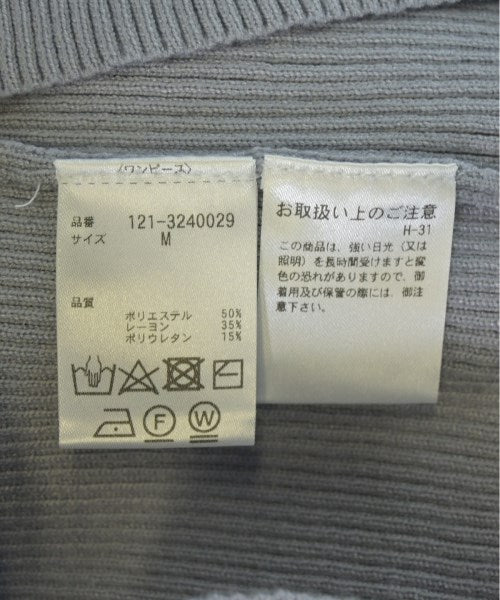 (ワンピース)
品番 121-3240029
サイズ M
品質
ポリエステル 50%
レーヨン 35%
ポリウレタン 15%
F W
お取扱い上のご注意
H-31
この商品は、強い日光（又は
照明）を長時間受けますと変
色の恐れがありますので、御
着用及び保管の際には、御注
意下さい。